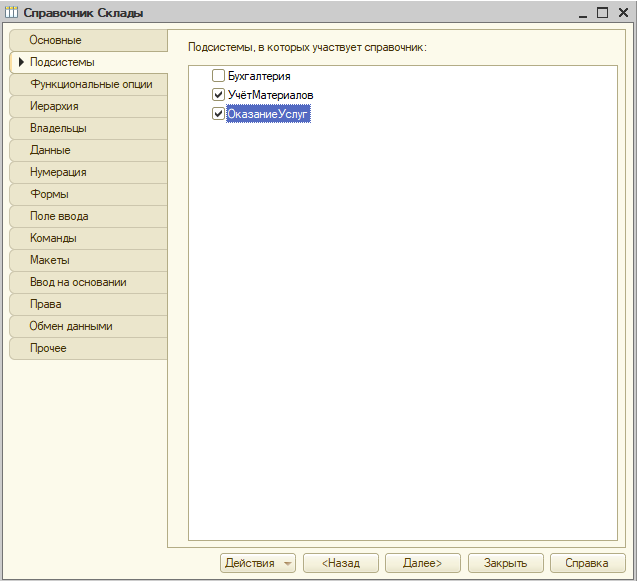 Справочник Склады
Основные
Подсистемы
Функциональные опции
Иерархия
Владельцы
Данные
Нумерация
Формы
Поле ввода
Команды
Макеты
Ввод на основании
Права
Обмен данными
Прочее
Подсистемы, в которых участвует справочник:
Бухгалтерия
УчётМатериалов
ОказаниеУслуг
Действия
<Назад
Далее>
Закрыть
Справка